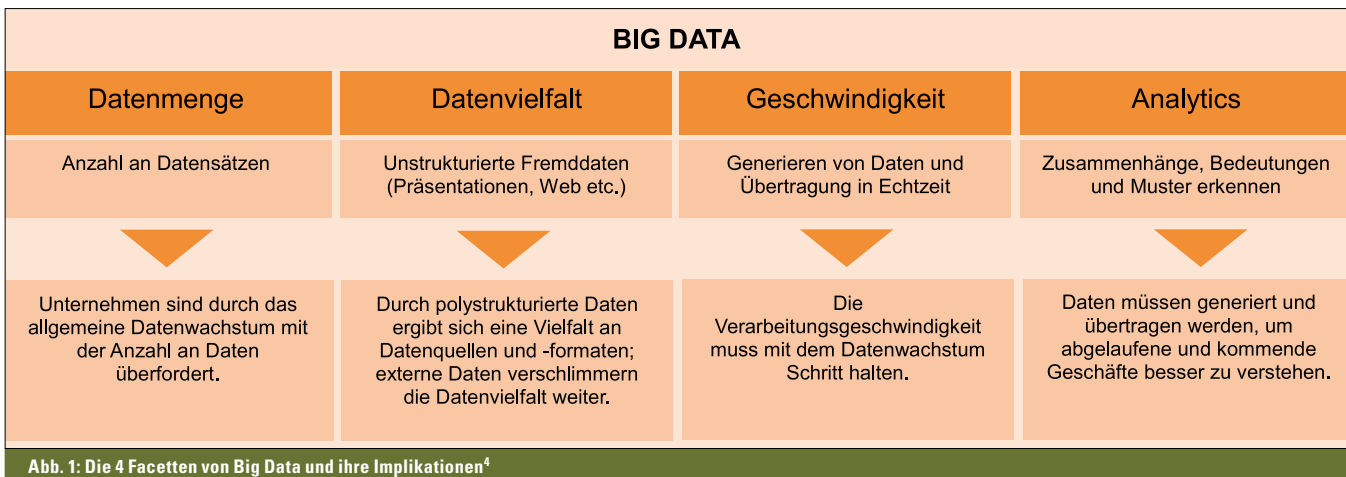 BIG DATA
Datenmenge
Datenvielfalt
Geschwindigkeit
Analytics
Anzahl an Datensätzen
Unstrukturierte Fremddaten
(Präsentationen, Web etc.)
Generieren von Daten und
Übertragung in Echtzeit
Zusammenhänge, Bedeutungen
und Muster erkennen
Unternehmen sind durch das
allgemeine Datenwachstum mit
der Anzahl an Daten
überfordert.
Durch polystrukturierte Daten
ergibt sich eine Vielfalt an
Datenquellen und -formaten;
externe Daten verschlimmern
die Datenvielfalt weiter.
Die
Verarbeitungsgeschwindigkeit
muss mit dem Datenwachstum
Schritt halten.
Daten müssen generiert und
übertragen werden, um
abgelaufene und kommende
Geschäfte besser zu verstehen.
Abb. 1: Die 4 Facetten von Big Data und ihre Implikationen⁴